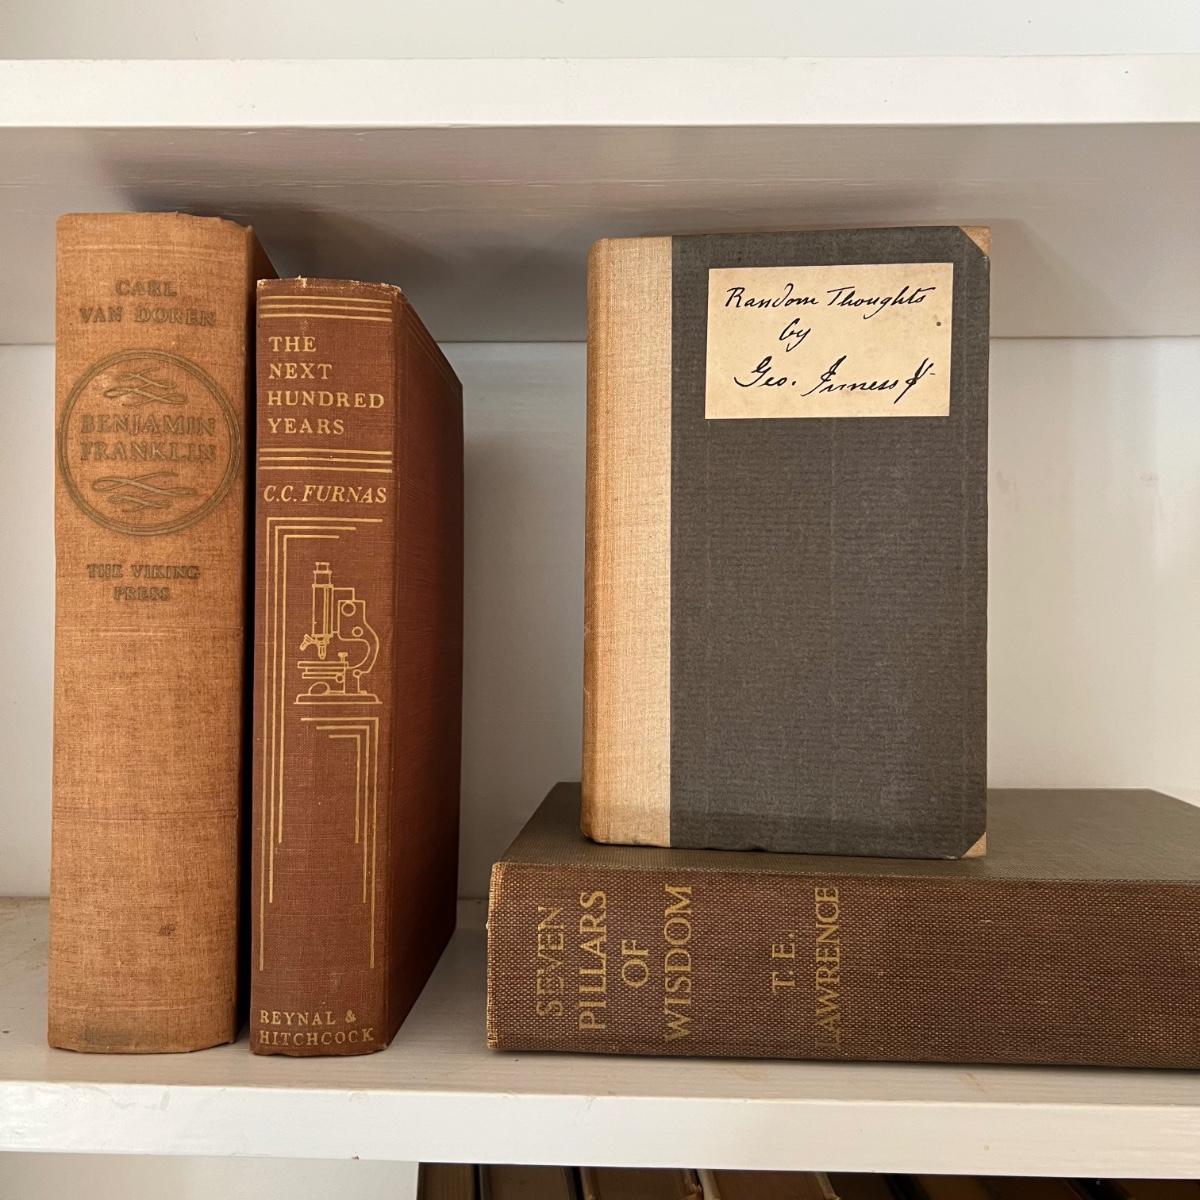 CARL
VAN DOREN
BENJAMIN
FRANKLIN
THE VIKING
PRESS
THE
NEXT
HUNDRED
YEARS
C.C. FURNAS
REYNAL &
HITCHCOCK
Random Thoughts
by
Geo. Inness Jr
SEVEN
PILLARS
OF
WISDOM
T. E.
LAWRENCE